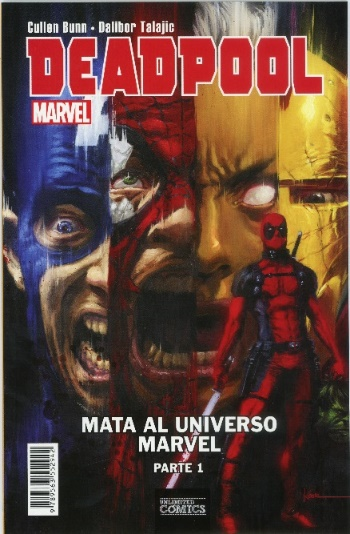 Cullen Bunn • Dalibor Talajic
DEADPOOL
MARVEL
MATA AL UNIVERSO
MARVEL
PARTE 1
UNLIMITED
COMICS